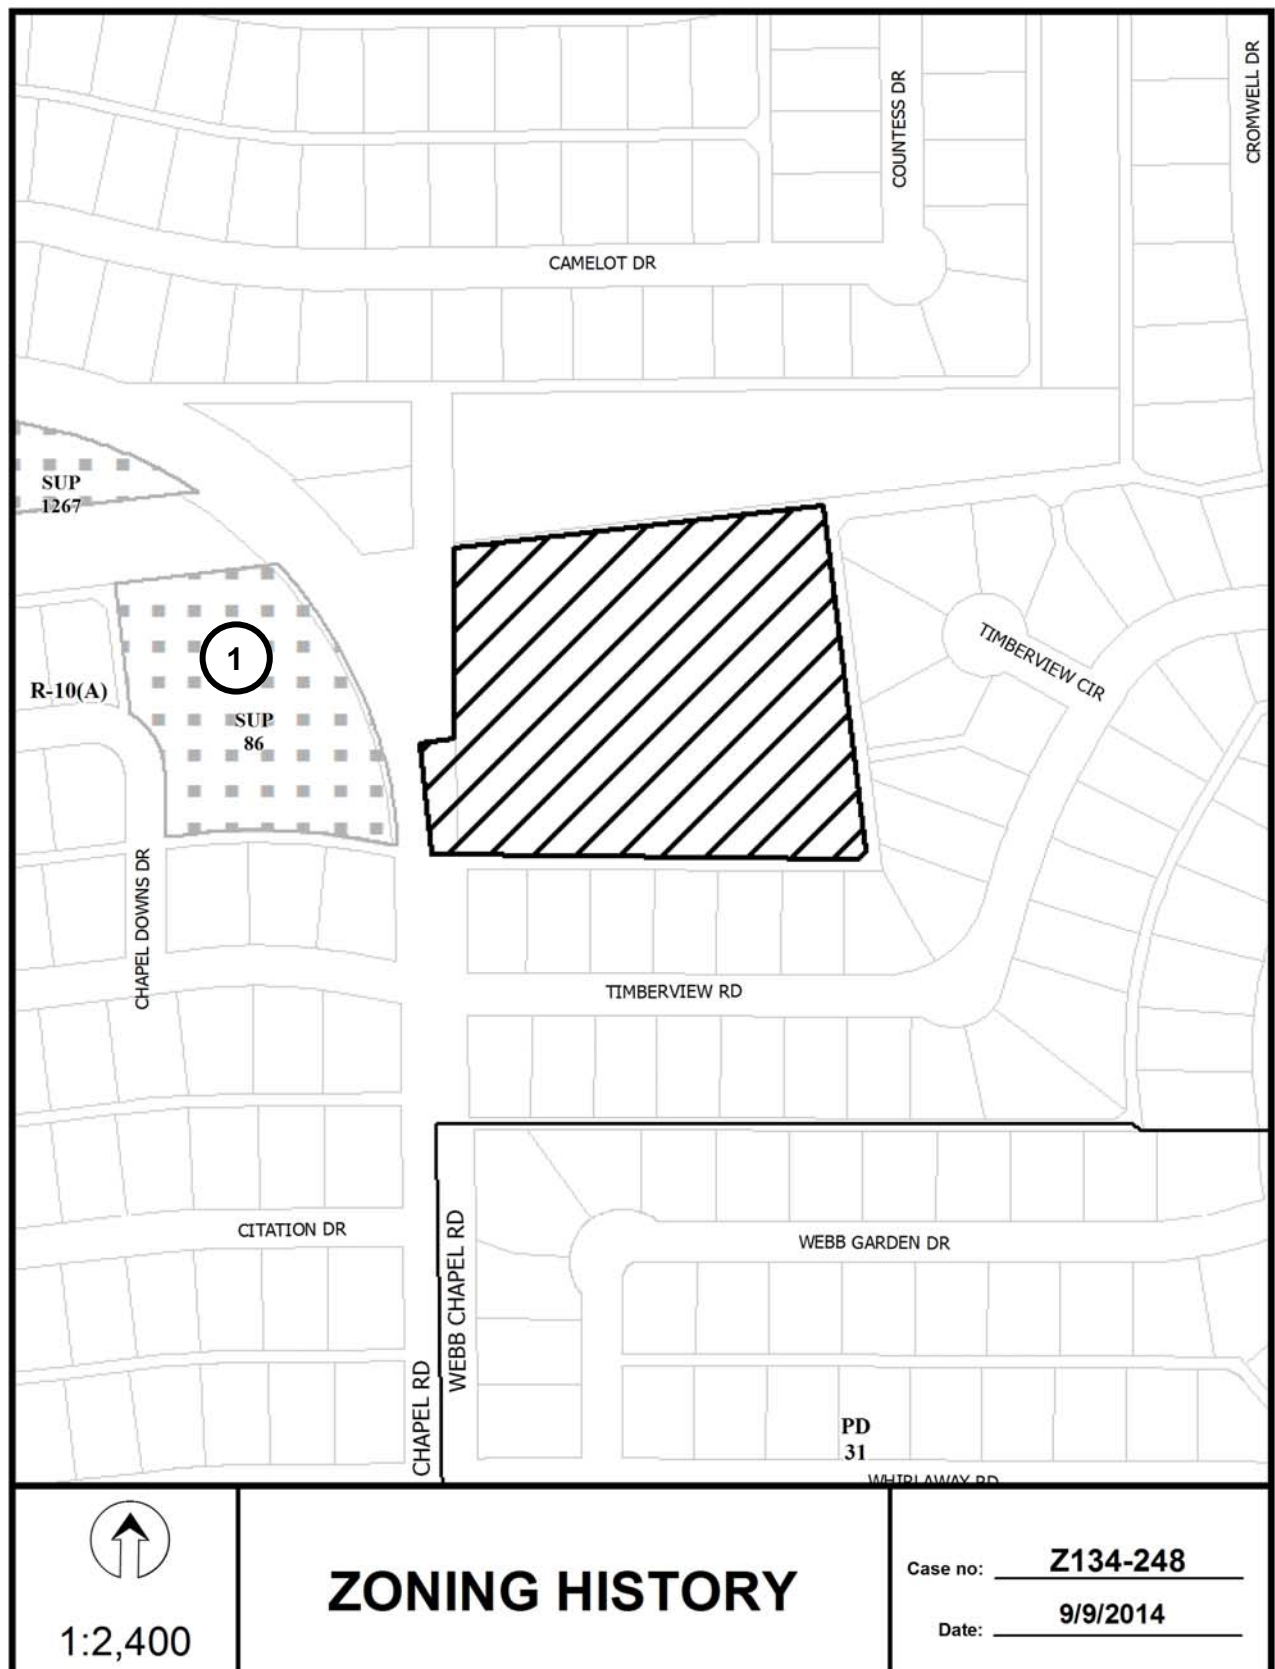 CROMWELL DR
COUNTESS DR
CAMELOT DR
SUP
1267
1
TIMBERVIEW CIR
R-10(A)
SUP
86
CHAPEL DOWNS DR
TIMBERVIEW RD
CITATION DR
WEBB CHAPEL RD
WEBB GARDEN DR
CHAPEL RD
PD
31
WHIRLAWAY RD
1:2,400
ZONING HISTORY
Case no: Z134-248
Date: 9/9/2014